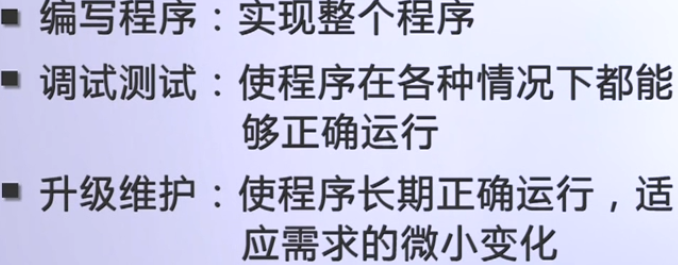 ▪ 编写程序：实现整个程序
▪ 调试测试：使程序在各种情况下都能
够正确运行
▪ 升级维护：使程序长期正确运行，适
应需求的微小变化